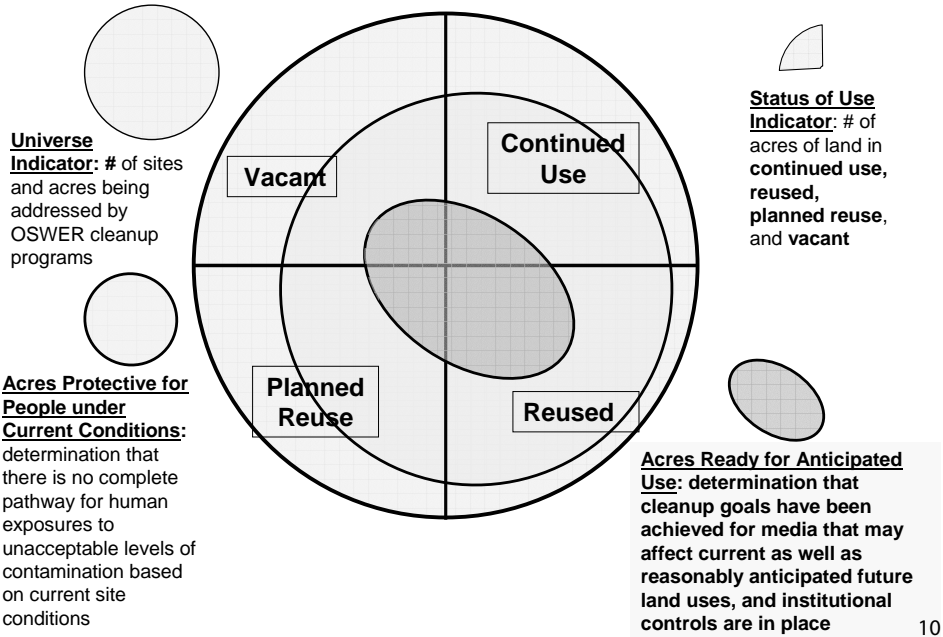 Universe
Indicator: # of sites
and acres being
addressed by
OSWER cleanup
programs
Acres Protective for
People under
Current Conditions:
determination that
there is no complete
pathway for human
exposures to
unacceptable levels of
contamination based
on current site
conditions
Vacant
Continued
Use
Planned
Reuse
Reused
Status of Use
Indicator: # of
acres of land in
continued use,
reused,
planned reuse,
and vacant
Acres Ready for Anticipated
Use: determination that
cleanup goals have been
achieved for media that may
affect current as well as
reasonably anticipated future
land uses, and institutional
controls are in place
10